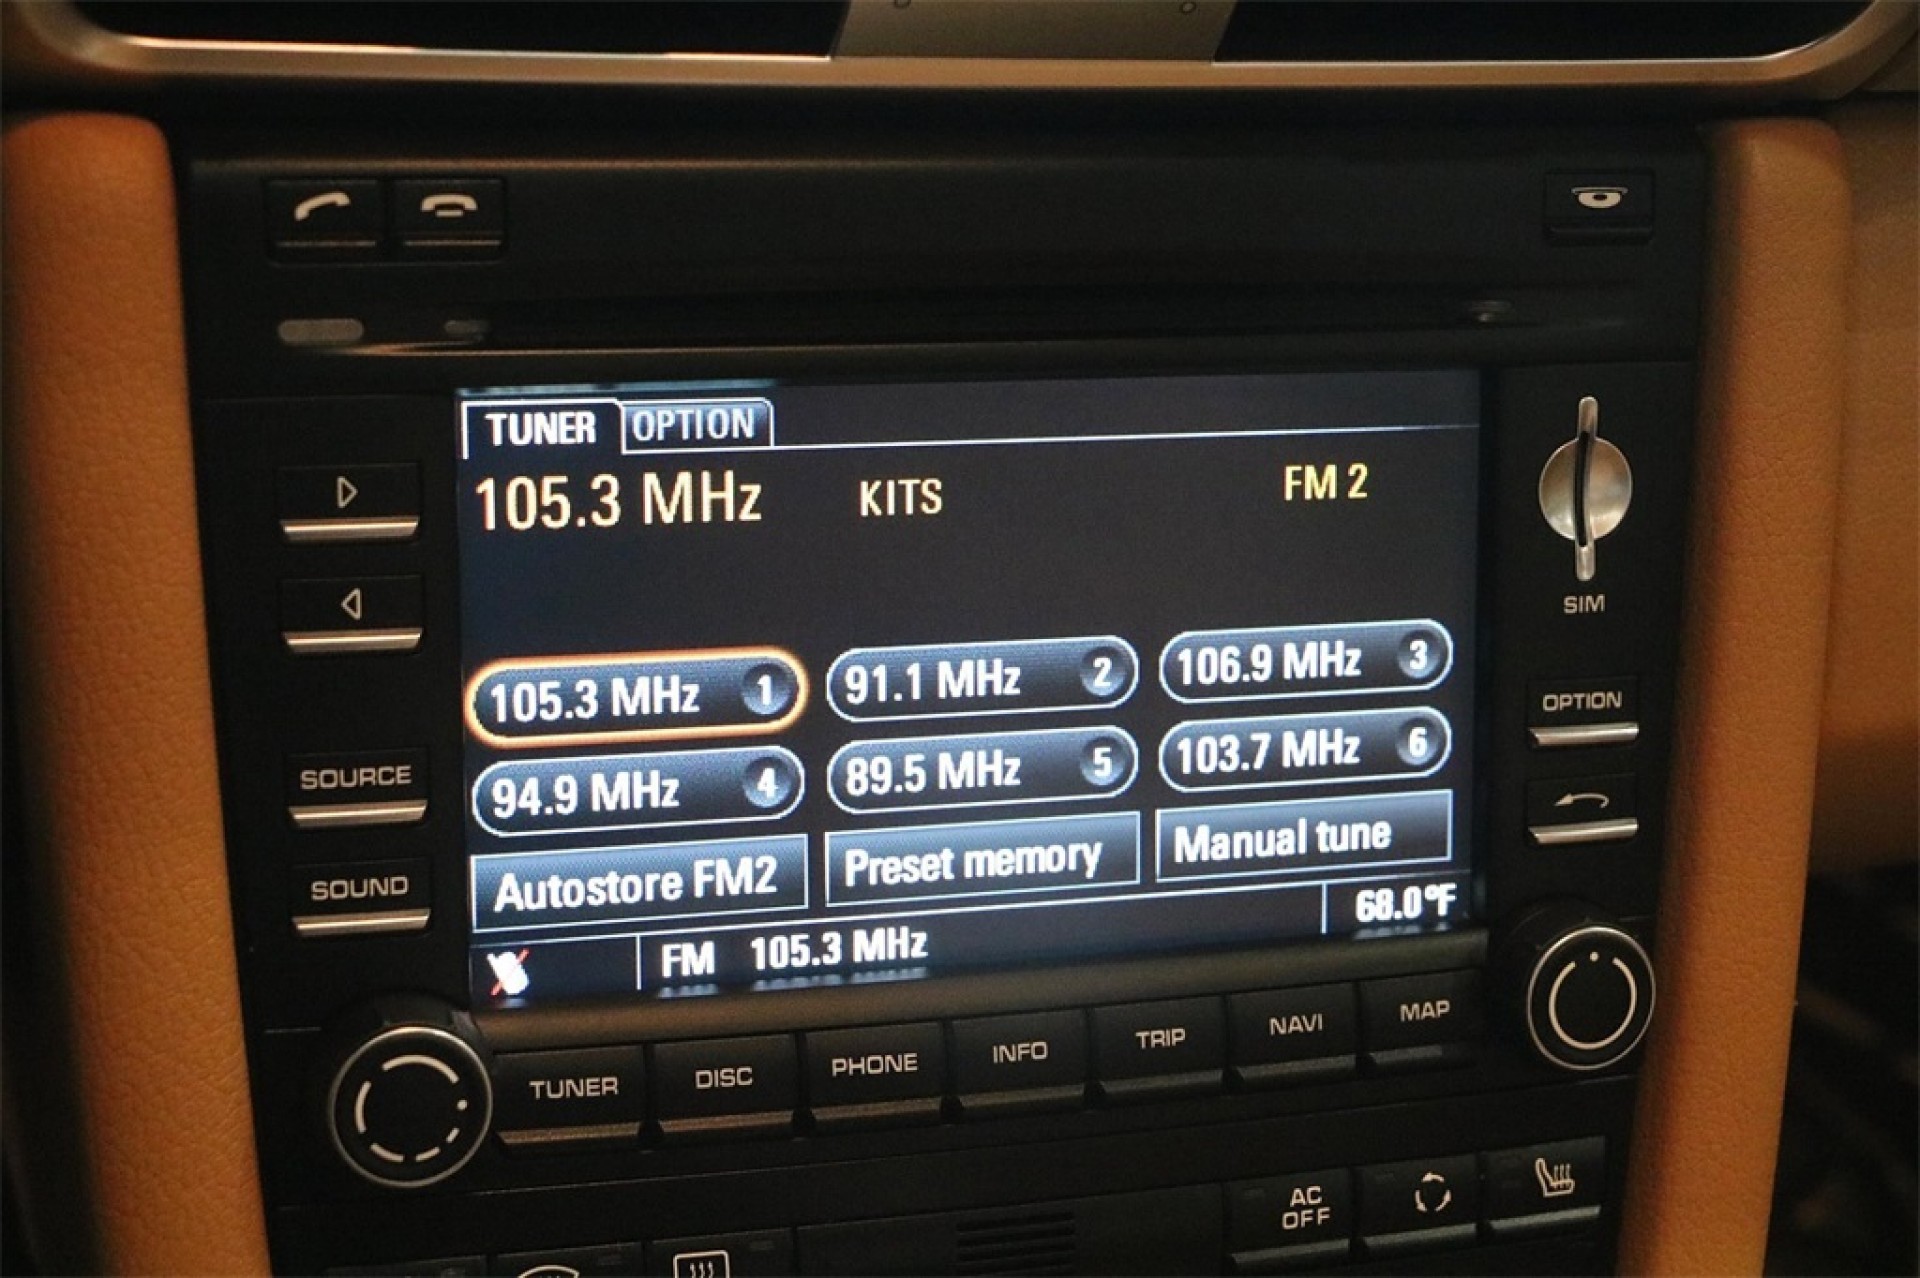 TUNER OPTION
105.3 MHz KITS FM 2
105.3 MHz 1 91.1 MHz 2 106.9 MHz 3
94.9 MHz 4 89.5 MHz 5 103.7 MHz 6
Autostore FM2 Preset memory Manual tune
FM 105.3 MHz 68.0°F
SIM
OPTION
SOURCE
SOUND
TUNER DISC PHONE INFO TRIP NAVI MAP
AC
OFF